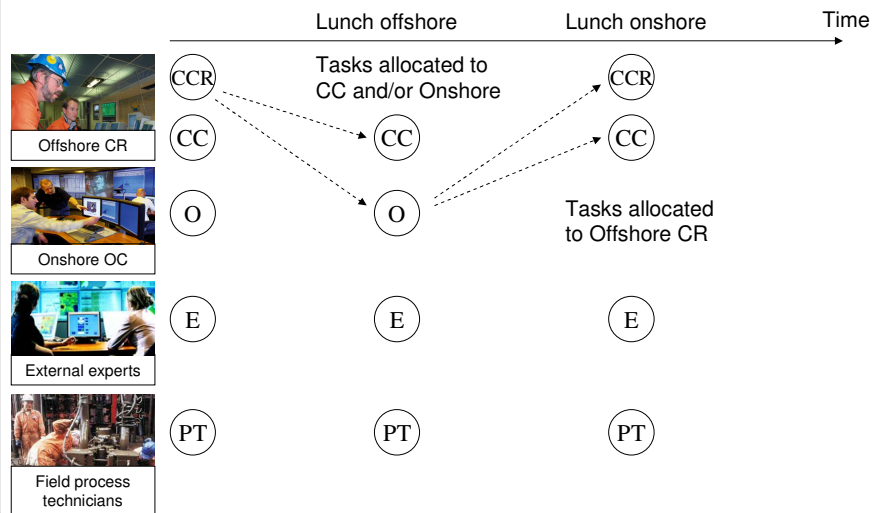 Lunch offshore
Lunch onshore
Time
CCR
Tasks allocated to
CC and/or Onshore
CCR
CC
CC
CC
Offshore CR
O
O
Tasks allocated
to Offshore CR
Onshore OC
E
E
E
External experts
PT
PT
PT
Field process
technicians